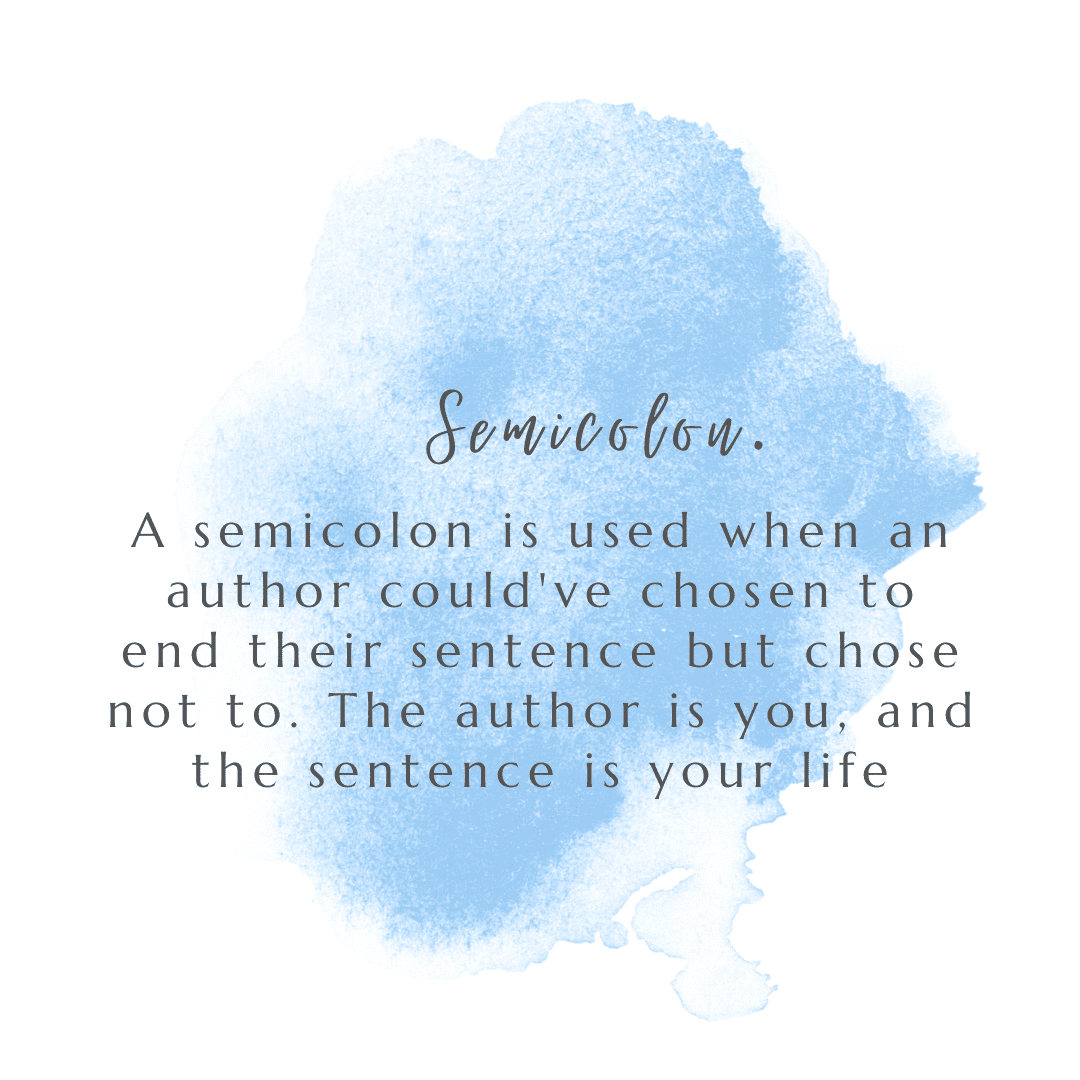 Semicolon.
A semicolon is used when an
author could've chosen to
end their sentence but chose
not to. The author is you, and
the sentence is your life